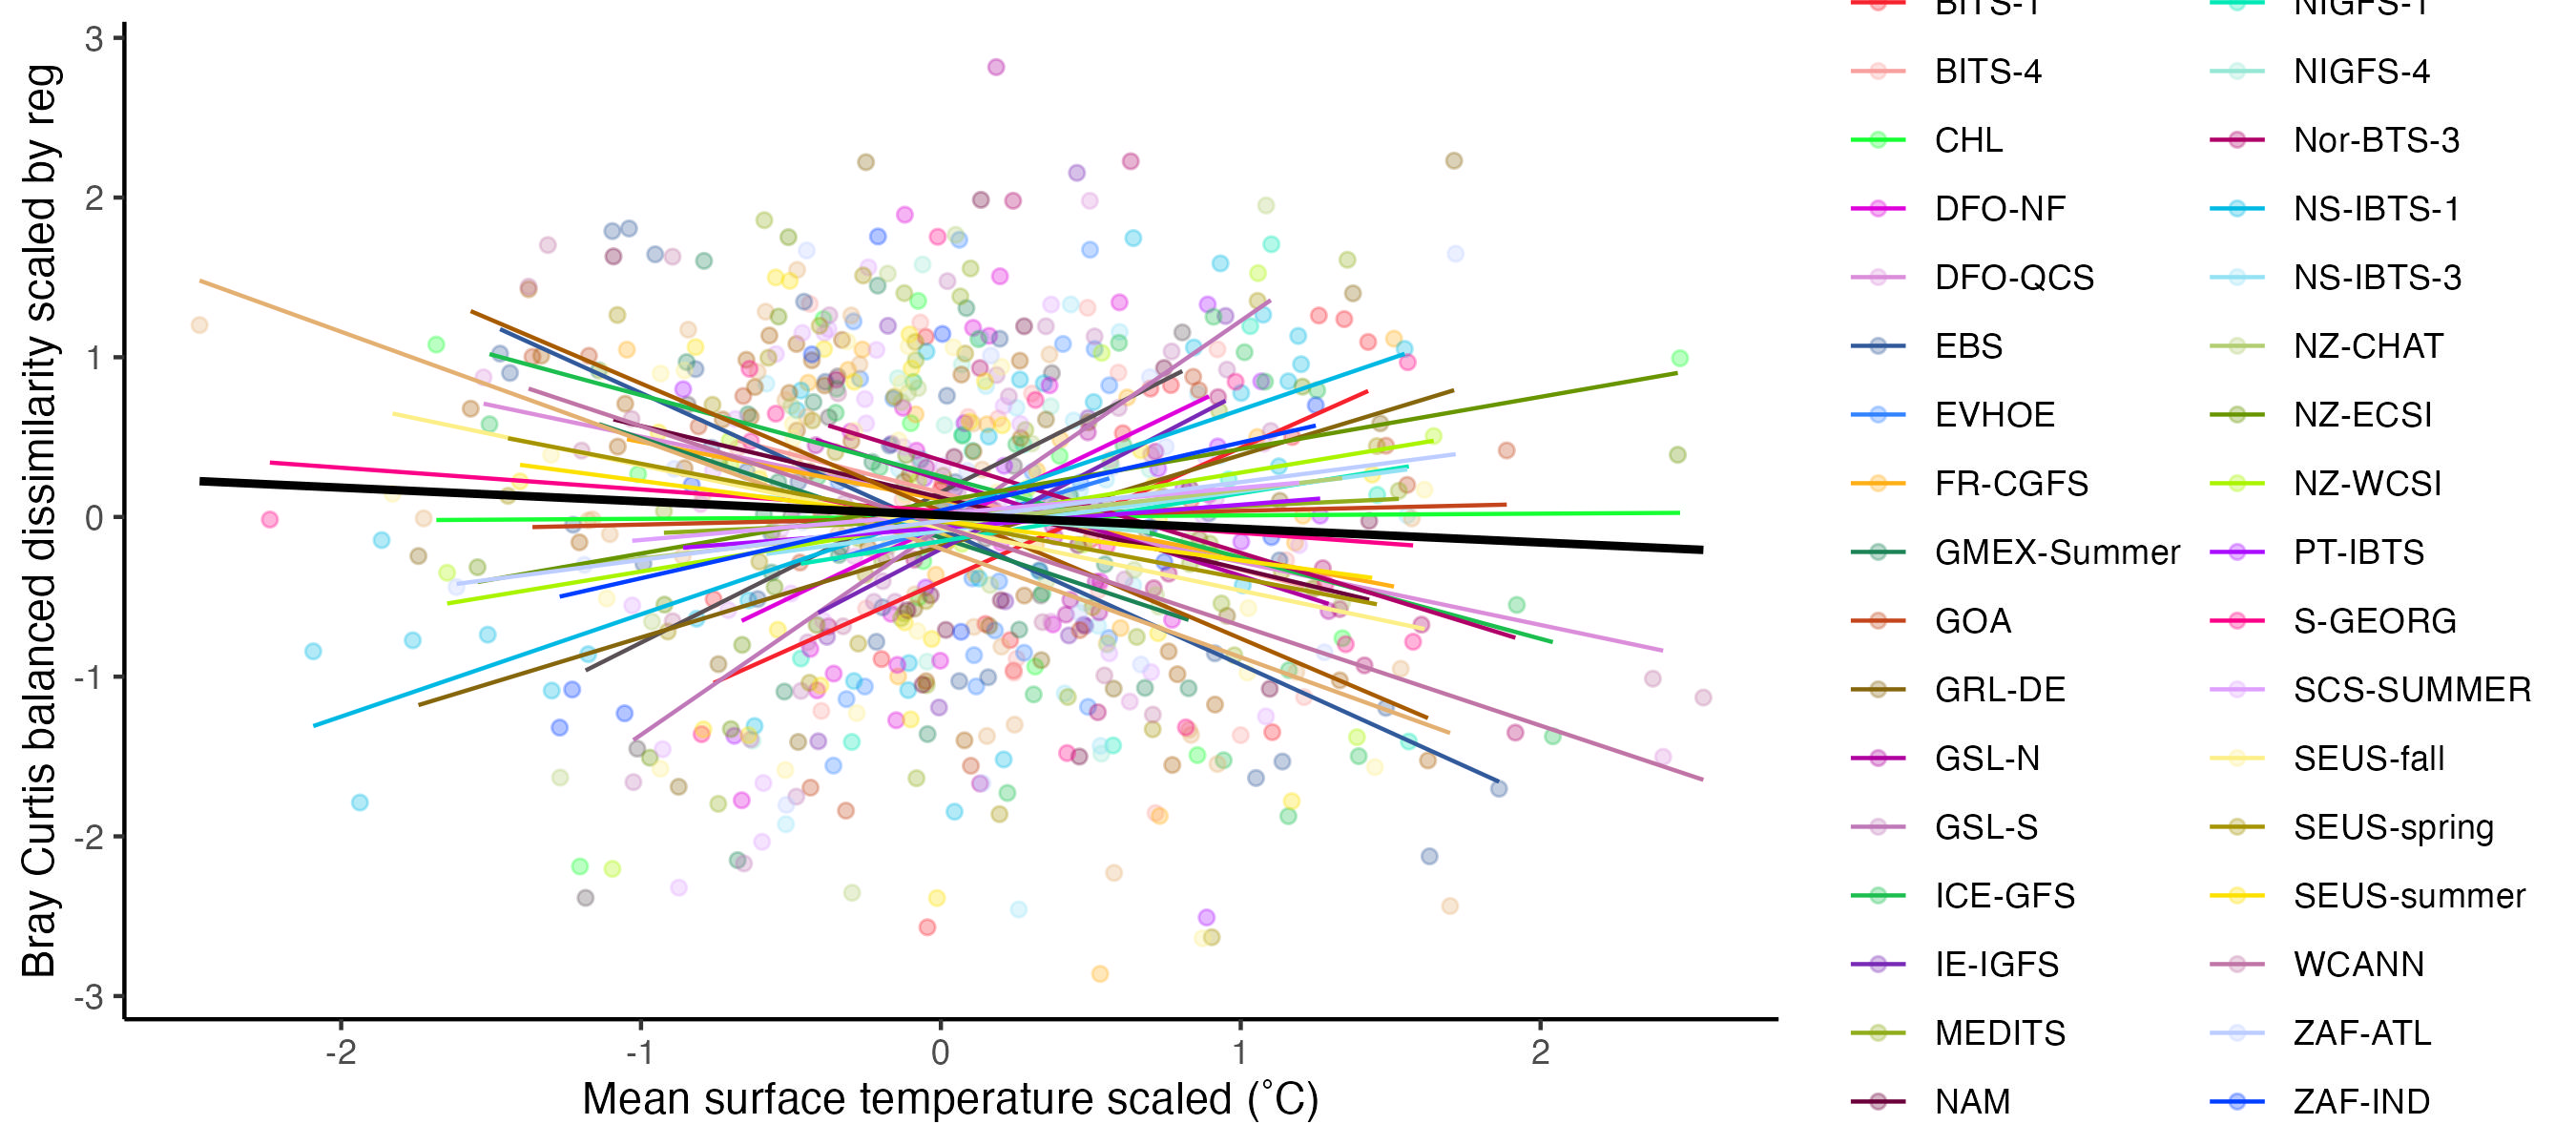 Bray Curtis balanced dissimilarity scaled by reg
3
2
1
0
-1
-2
-3
-2
-1
0
1
2
Mean surface temperature scaled (°C)
BITS-1
BITS-4
CHL
DFO-NF
DFO-QCS
EBS
EVHOE
FR-CGFS
GMEX-Summer
GOA
GRL-DE
GSL-N
GSL-S
ICE-GFS
IE-IGFS
MEDITS
NAM
NIGFS-1
NIGFS-4
Nor-BTS-3
NS-IBTS-1
NS-IBTS-3
NZ-CHAT
NZ-ECSI
NZ-WCSI
PT-IBTS
S-GEORG
SCS-SUMMER
SEUS-fall
SEUS-spring
SEUS-summer
WCANN
ZAF-ATL
ZAF-IND